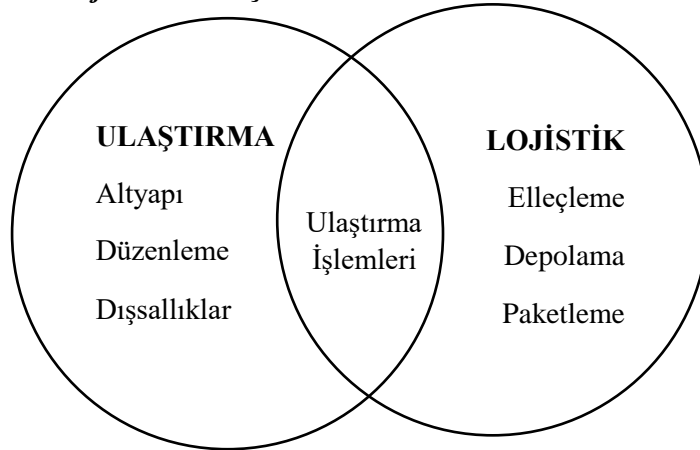 ULAŞTIRMA
Altyapı
Düzenleme
Dışsallıklar
Ulaştırma
İşlemleri
LOJİSTİK
Elleçleme
Depolama
Paketleme